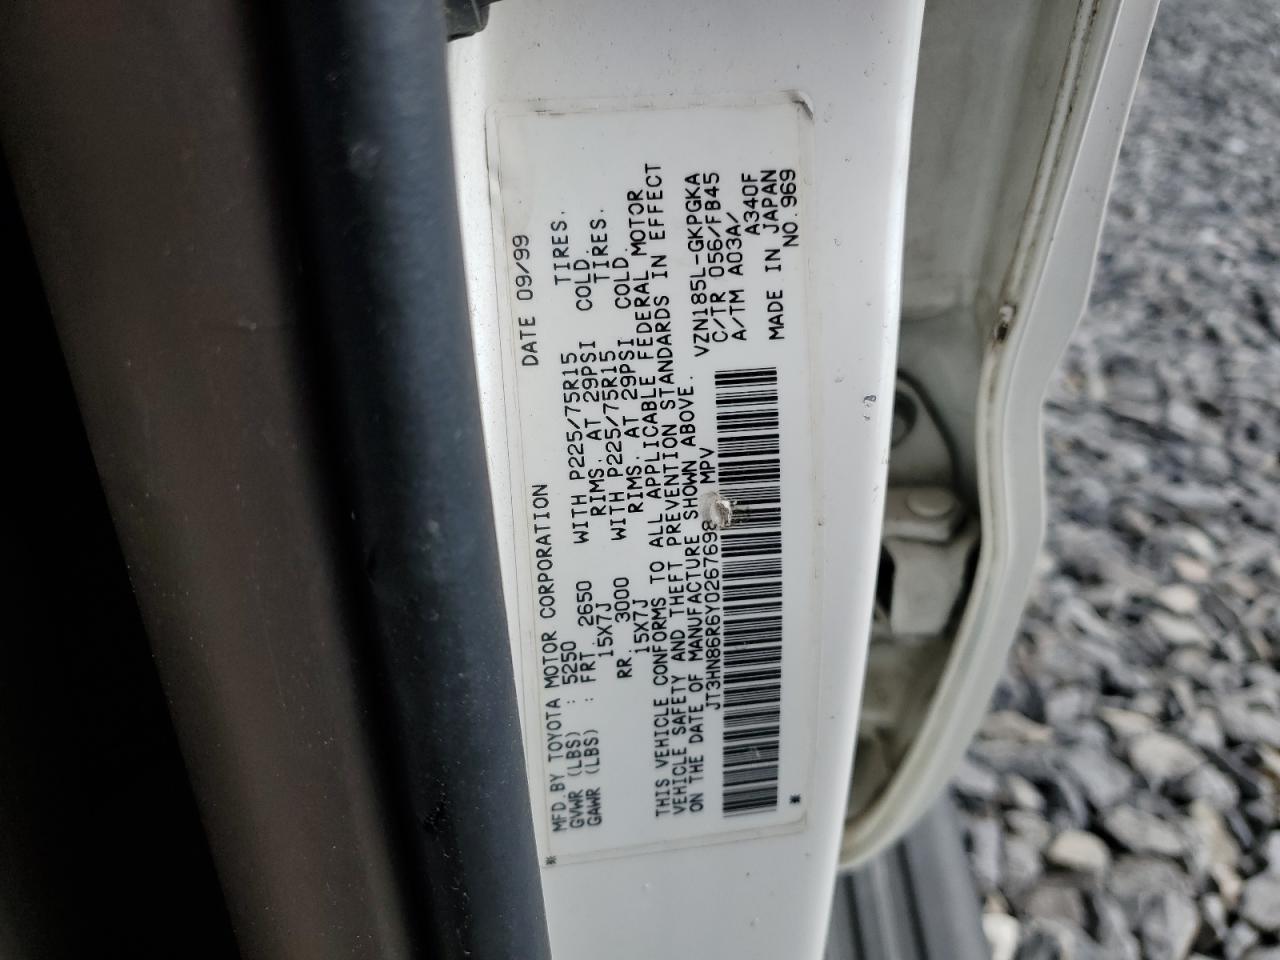 MFD.BY TOYOTA MOTOR CORPORATION DATE 09/99
GVWR (LBS) : 5250
GAWR (LBS) : FRT 2650 WITH P225/75R15 TIRES.
15X7J RIMS. AT 29PSI COLD.
RR. 3000 WITH P225/75R15 TIRES.
15X7J RIMS. AT 29PSI COLD.
THIS VEHICLE CONFORMS TO ALL APPLICABLE FEDERAL MOTOR
VEHICLE SAFETY AND THEFT PREVENTION STANDARDS IN EFFECT
ON THE DATE OF MANUFACTURE SHOWN ABOVE.
JT3HN86R6Y0267698 MPV
VZN185L-GKPGKA
C/TR 056/FB45
A/TM A03A/
A340F
MADE IN JAPAN
NO.969
* *